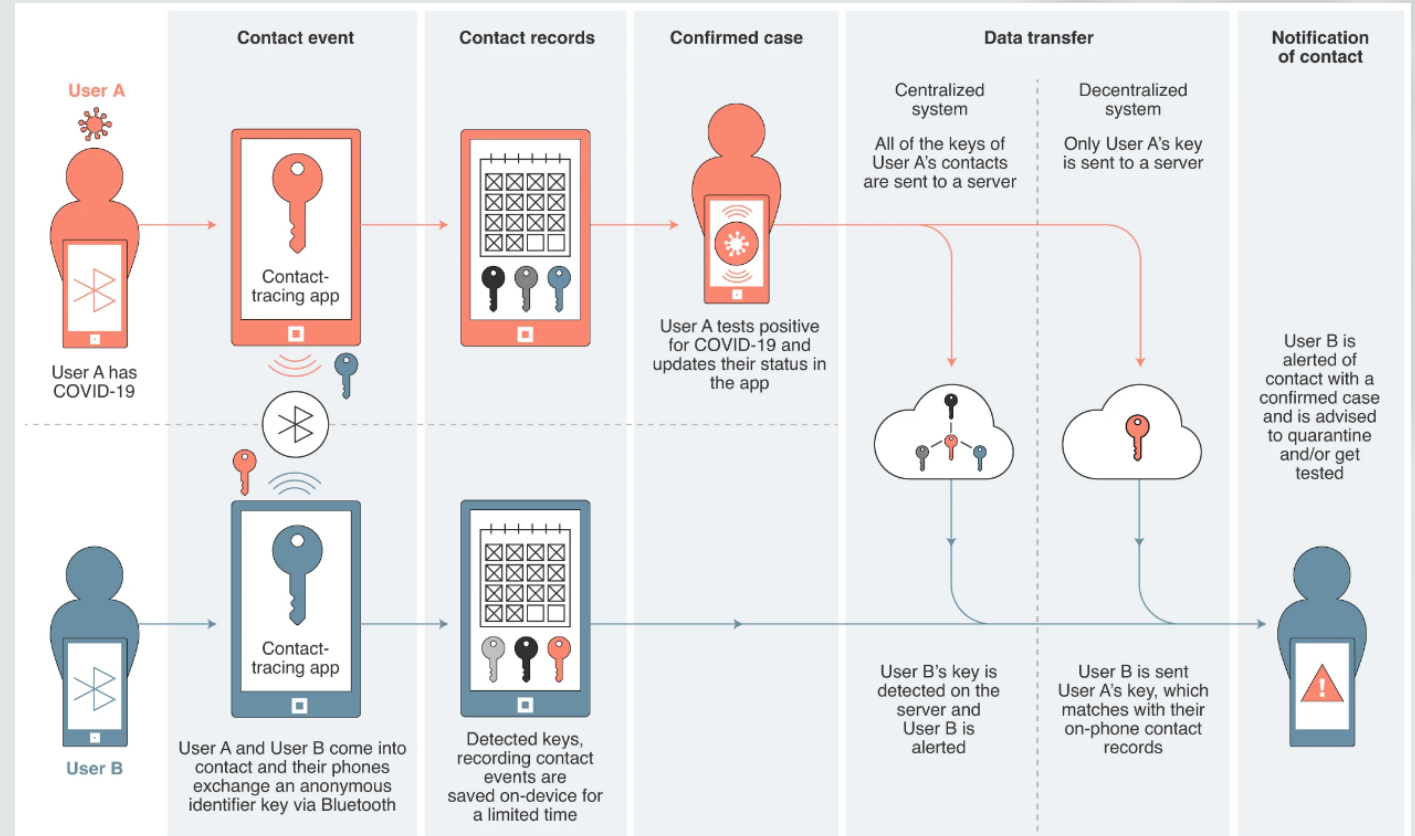 Contact event
Contact records
Confirmed case
Data transfer
Notification
of contact
User A
User A has
COVID-19
Contact-
tracing app
User A tests positive
for COVID-19 and
updates their status in
the app
Centralized
system
All of the keys of
User A's contacts
are sent to a server
Decentralized
system
Only User A's key
is sent to a server
User B is
alerted of
contact with a
confirmed case
and is advised
to quarantine
and/or get
tested
User B
Contact-
tracing app
User A and User B come into
contact and their phones
exchange an anonymous
identifier key via Bluetooth
Detected keys,
recording contact
events are
saved on-device for
a limited time
User B's key is
detected on the
server and
User B is
alerted
User B is sent
User A's key, which
matches with their
on-phone contact
records
!